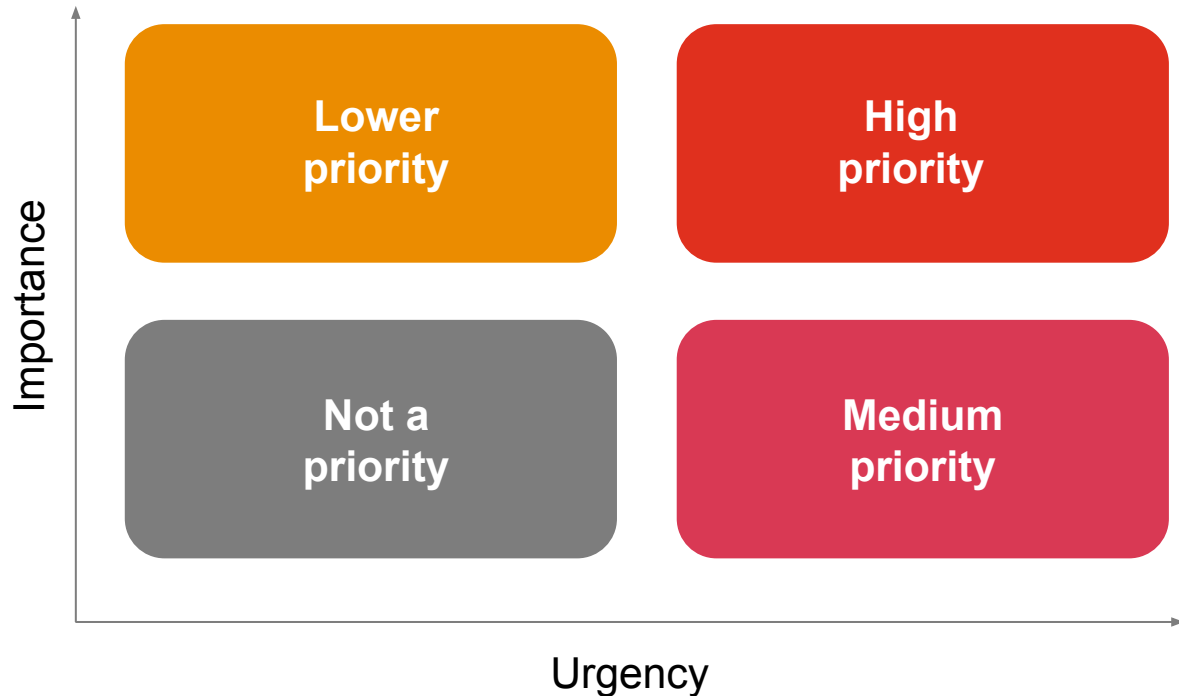 Lower
priority
High
priority
Importance
Not a
priority
Medium
priority
Urgency